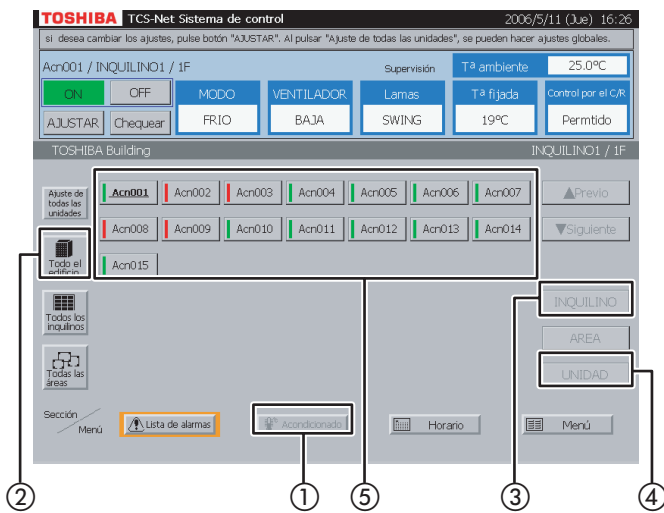 TOSHIBA TCS-Net Sistema de control 2006/5/11 (Jue) 16:26
si desea cambiar los ajustes, pulse botón "AJUSTAR". Al pulsar "Ajuste de todas las unidades", se pueden hacer ajustes globales.
Acn001 / INQUILINO1 / 1F Supervisión Tª ambiente 25.0ºC
ON OFF MODO VENTILADOR Lamas Tª fijada Control por el C/R
AJUSTAR Chequear FRIO BAJA SWING 19ºC Permtido
TOSHIBA Building INQUILINO1 / 1F
Ajuste de
todas las
unidades
Acn001 Acn002 Acn003 Acn004 Acn005 Acn006 Acn007 ▲Previo
Acn008 Acn009 Acn010 Acn011 Acn012 Acn013 Acn014 ▼Siguiente
Todo el
edificio
Acn015
② ③
Todos los
inquilinos
INQUILINO
AREA
Todas las
áreas
UNIDAD
Sección
Menú
Lista de alarmas Acondicionado Horario Menú
① ⑤ ④